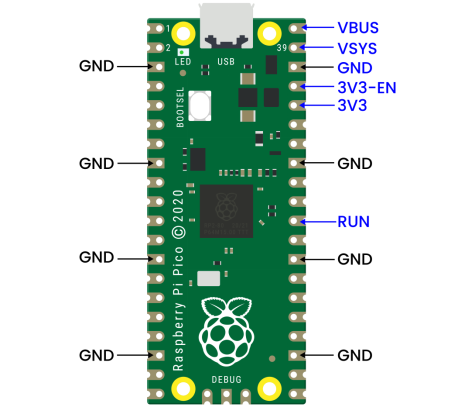 VBUS
1
2
39
VSYS
LED
USB
GND
GND
3V3-EN
3V3
BOOTSEL
GND
GND
Raspberry Pi Pico © 2020
RUN
GND
GND
GND
GND
DEBUG